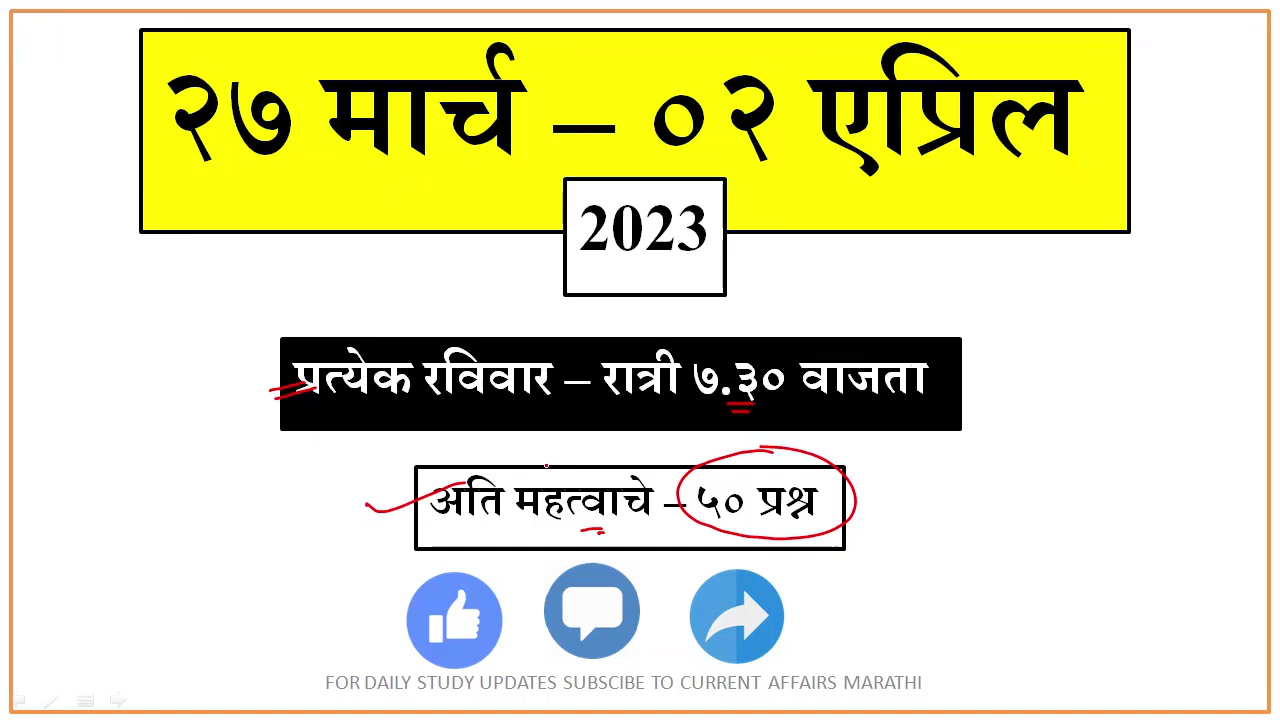 २७ मार्च – ०२ एप्रिल
2023
प्रत्येक रविवार – रात्री ७.३० वाजता
अति महत्वाचे – ५० प्रश्न
FOR DAILY STUDY UPDATES SUBSCIBE TO CURRENT AFFAIRS MARATHI